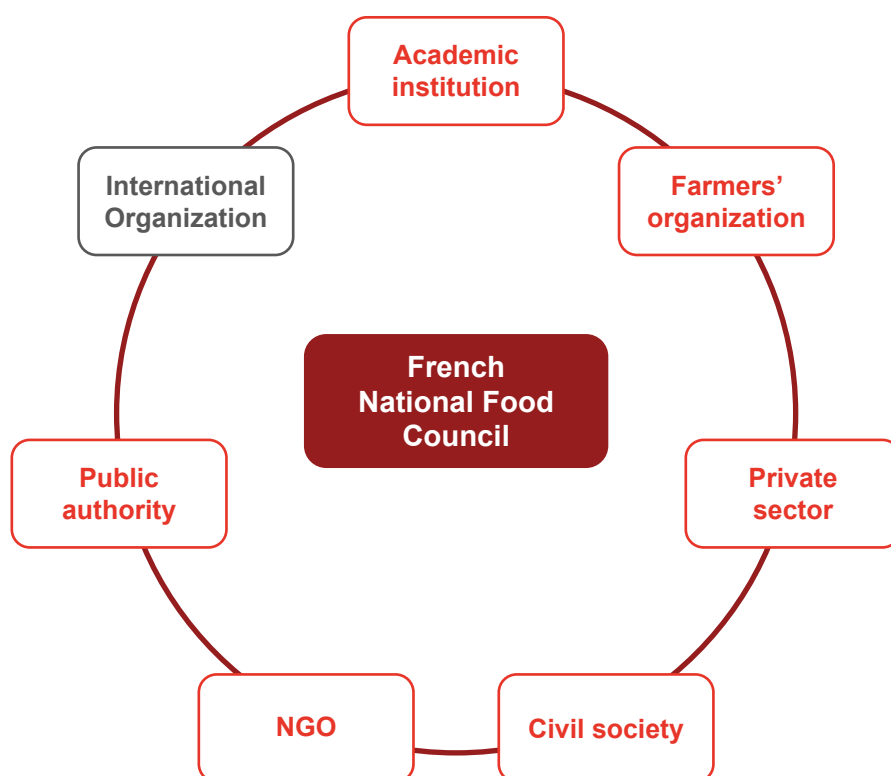 Academic
institution
International
Organization
Farmers’
organization
French
National Food
Council
Public
authority
Private
sector
NGO
Civil society